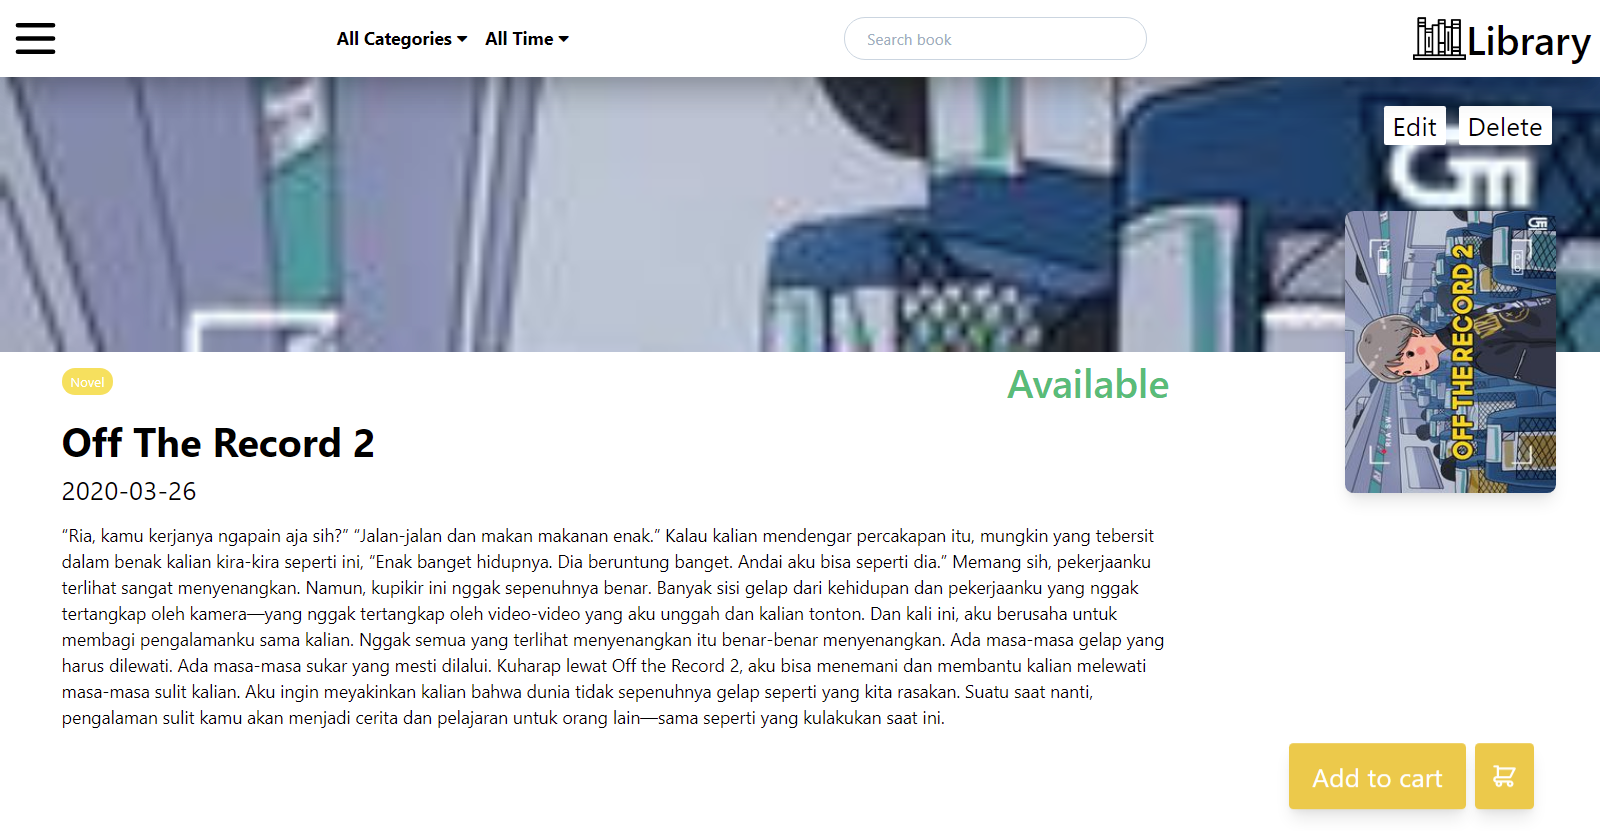 All Categories All Time
Search book
Library
Edit Delete
OFF THE RECORD 2
RIA SW
Novel
Available
Off The Record 2
2020-03-26
“Ria, kamu kerjanya ngapain aja sih?” “Jalan-jalan dan makan makanan enak.” Kalau kalian mendengar percakapan itu, mungkin yang tebersit
dalam benak kalian kira-kira seperti ini, “Enak banget hidupnya. Dia beruntung banget. Andai aku bisa seperti dia.” Memang sih, pekerjaanku
terlihat sangat menyenangkan. Namun, kupikir ini nggak sepenuhnya benar. Banyak sisi gelap dari kehidupan dan pekerjaanku yang nggak
tertangkap oleh kamera—yang nggak tertangkap oleh video-video yang aku unggah dan kalian tonton. Dan kali ini, aku berusaha untuk
membagi pengalamanku sama kalian. Nggak semua yang terlihat menyenangkan itu benar-benar menyenangkan. Ada masa-masa gelap yang
harus dilewati. Ada masa-masa sukar yang mesti dilalui. Kuharap lewat Off the Record 2, aku bisa menemani dan membantu kalian melewati
masa-masa sulit kalian. Aku ingin meyakinkan kalian bahwa dunia tidak sepenuhnya gelap seperti yang kita rasakan. Suatu saat nanti,
pengalaman sulit kamu akan menjadi cerita dan pelajaran untuk orang lain—sama seperti yang kulakukan saat ini.
Add to cart